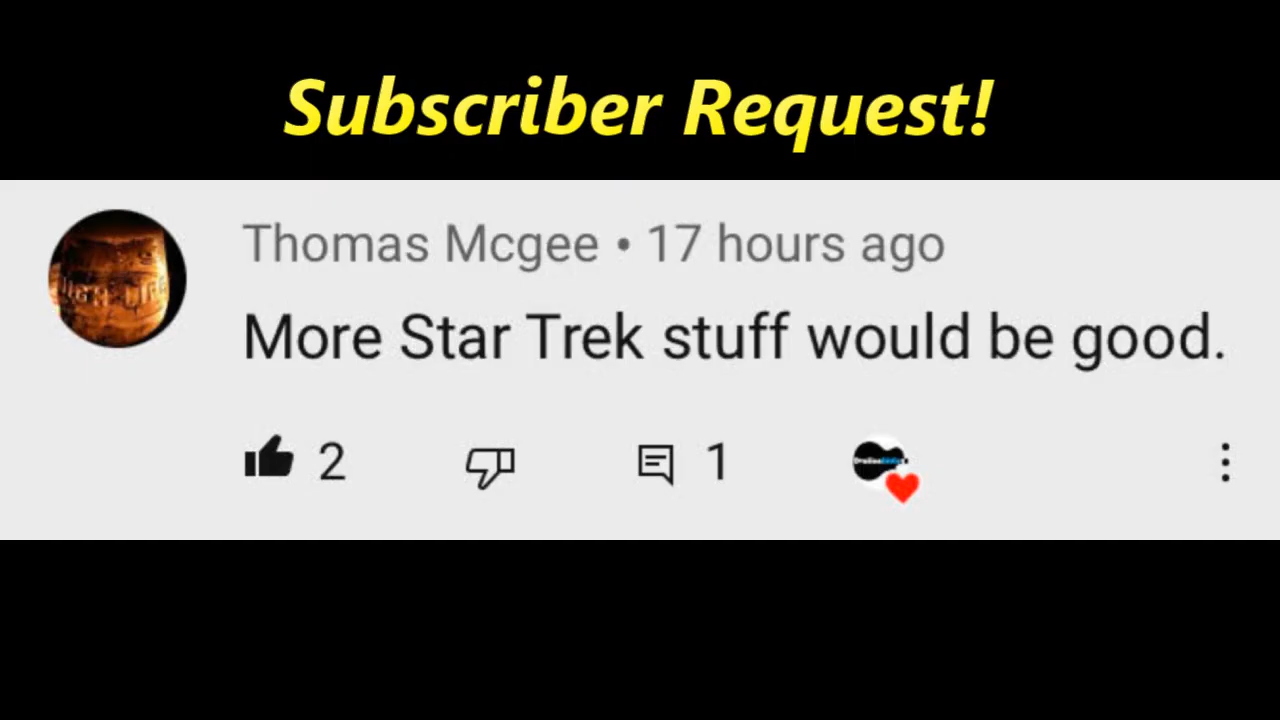 Subscriber Request!
Thomas Mcgee • 17 hours ago
More Star Trek stuff would be good.
2 1